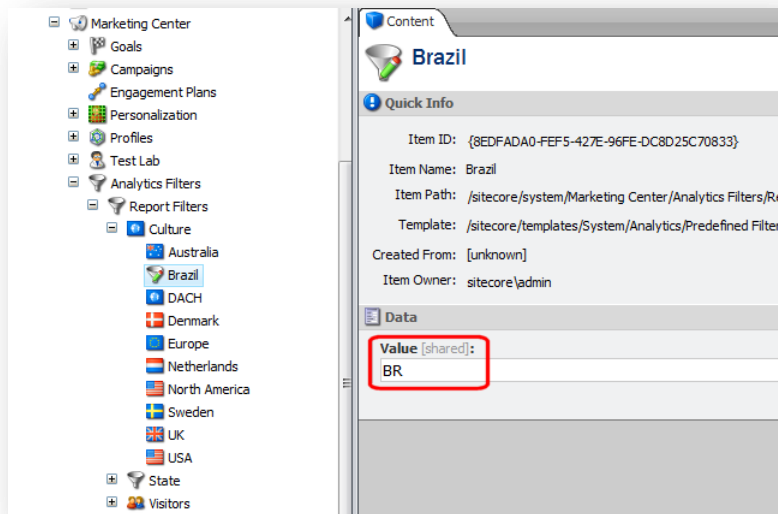 Marketing Center
Goals
Campaigns
Engagement Plans
Personalization
Profiles
Test Lab
Analytics Filters
Report Filters
Culture
Australia
Brazil
DACH
Denmark
Europe
Netherlands
North America
Sweden
UK
USA
State
Visitors
Content
Brazil
Quick Info
Item ID: {8EDFADA0-FEF5-427E-96FE-DC8D25C70833}
Item Name: Brazil
Item Path: /sitecore/system/Marketing Center/Analytics Filters/Re
Template: /sitecore/templates/System/Analytics/Predefined Filter
Created From: [unknown]
Item Owner: sitecore\admin
Data
Value [shared]:
BR